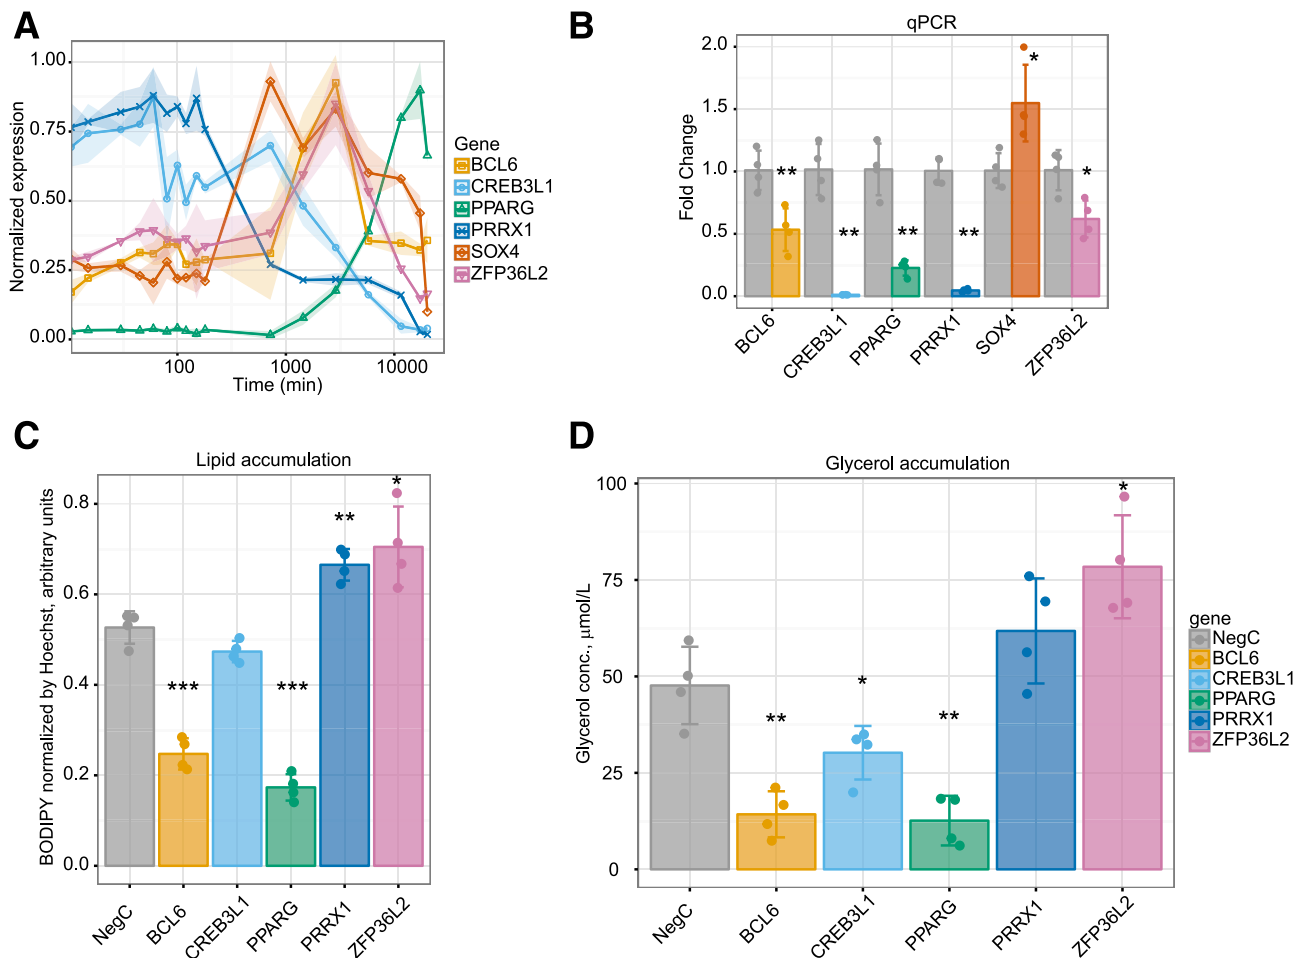 A
1.00
0.75
0.50
0.25
0.00
Normalized expression
100
1000
10000
Time (min)
Gene
BCL6
CREB3L1
PPARG
PRRX1
SOX4
ZFP36L2
B
qPCR
2.0
1.5
1.0
0.5
0.0
Fold Change
**
**
**
**
*
*
BCL6
CREB3L1
PPARG
PRRX1
SOX4
ZFP36L2
C
Lipid accumulation
0.8
0.6
0.4
0.2
0.0
BODIPY normalized by Hoechst, arbitrary units
***
***
**
*
NegC
BCL6
CREB3L1
PPARG
PRRX1
ZFP36L2
D
Glycerol accumulation
100
75
50
25
0
Glycerol conc., µmol/L
**
*
**
*
NegC
BCL6
CREB3L1
PPARG
PRRX1
ZFP36L2
gene
NegC
BCL6
CREB3L1
PPARG
PRRX1
ZFP36L2